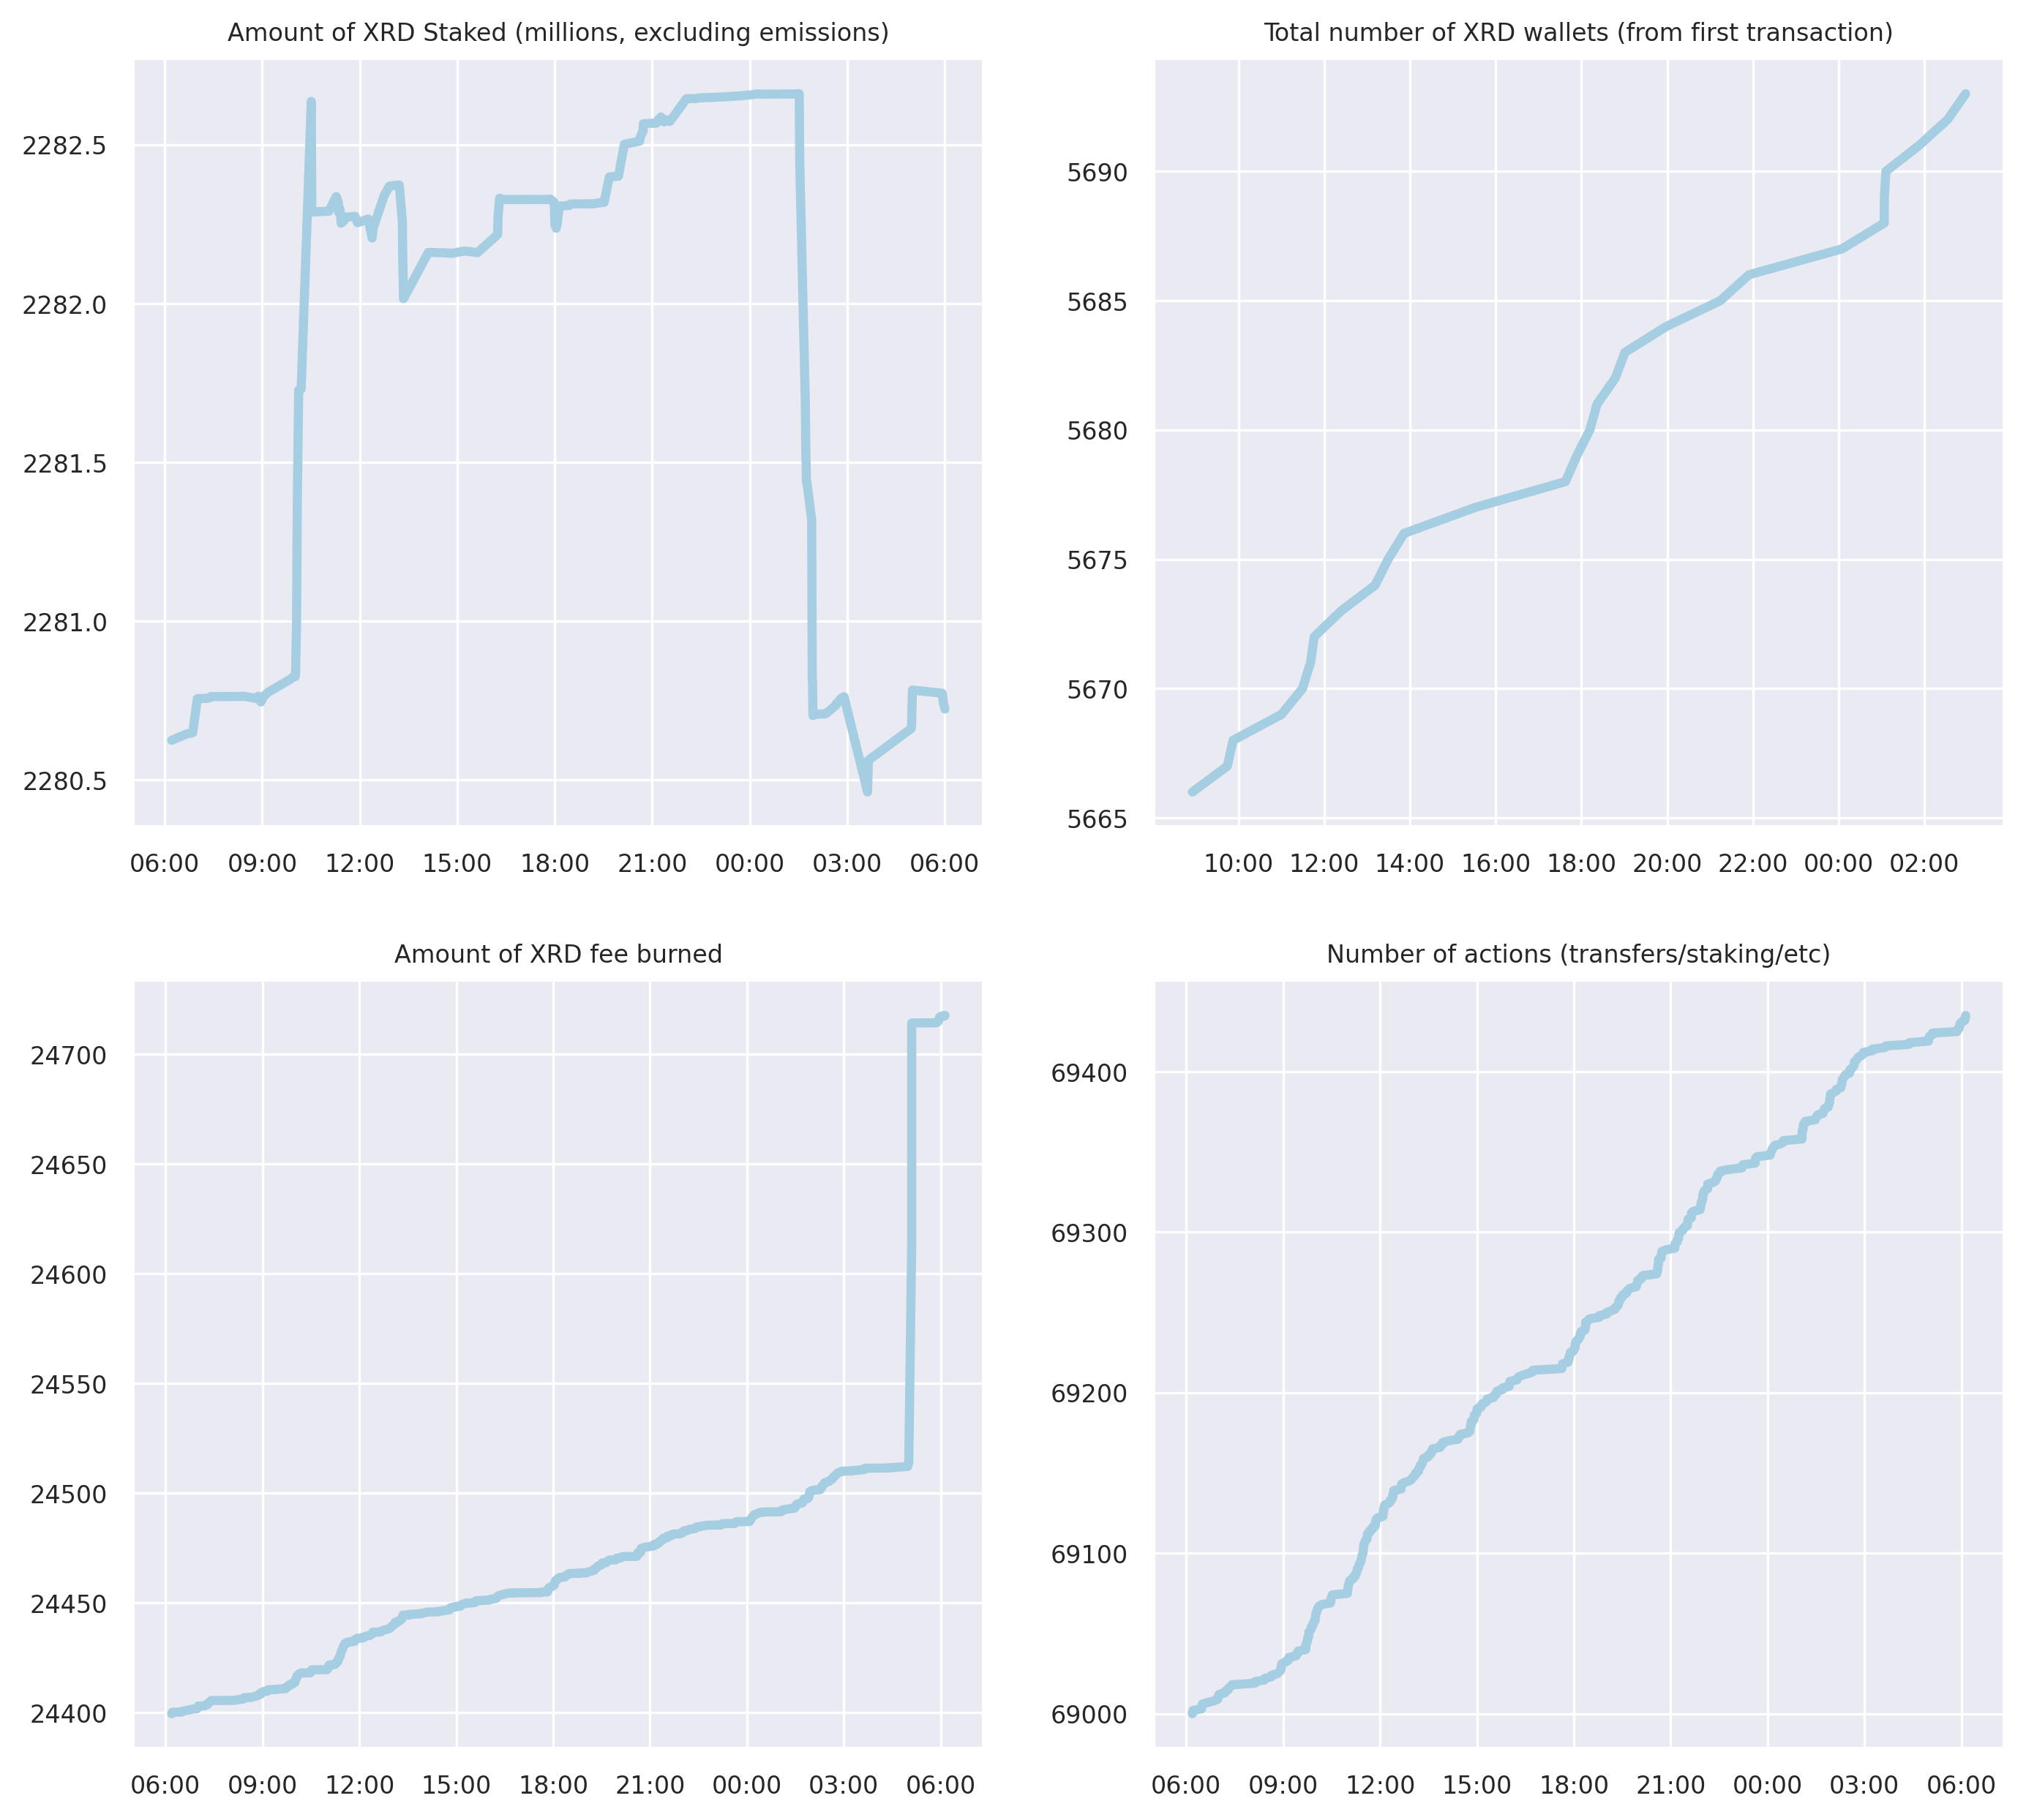 Amount of XRD Staked (millions, excluding emissions)
2282.5
2282.0
2281.5
2281.0
2280.5
06:00 09:00 12:00 15:00 18:00 21:00 00:00 03:00 06:00
Total number of XRD wallets (from first transaction)
5690
5685
5680
5675
5670
5665
10:00 12:00 14:00 16:00 18:00 20:00 22:00 00:00 02:00
Amount of XRD fee burned
24700
24650
24600
24550
24500
24450
24400
06:00 09:00 12:00 15:00 18:00 21:00 00:00 03:00 06:00
Number of actions (transfers/staking/etc)
69400
69300
69200
69100
69000
06:00 09:00 12:00 15:00 18:00 21:00 00:00 03:00 06:00